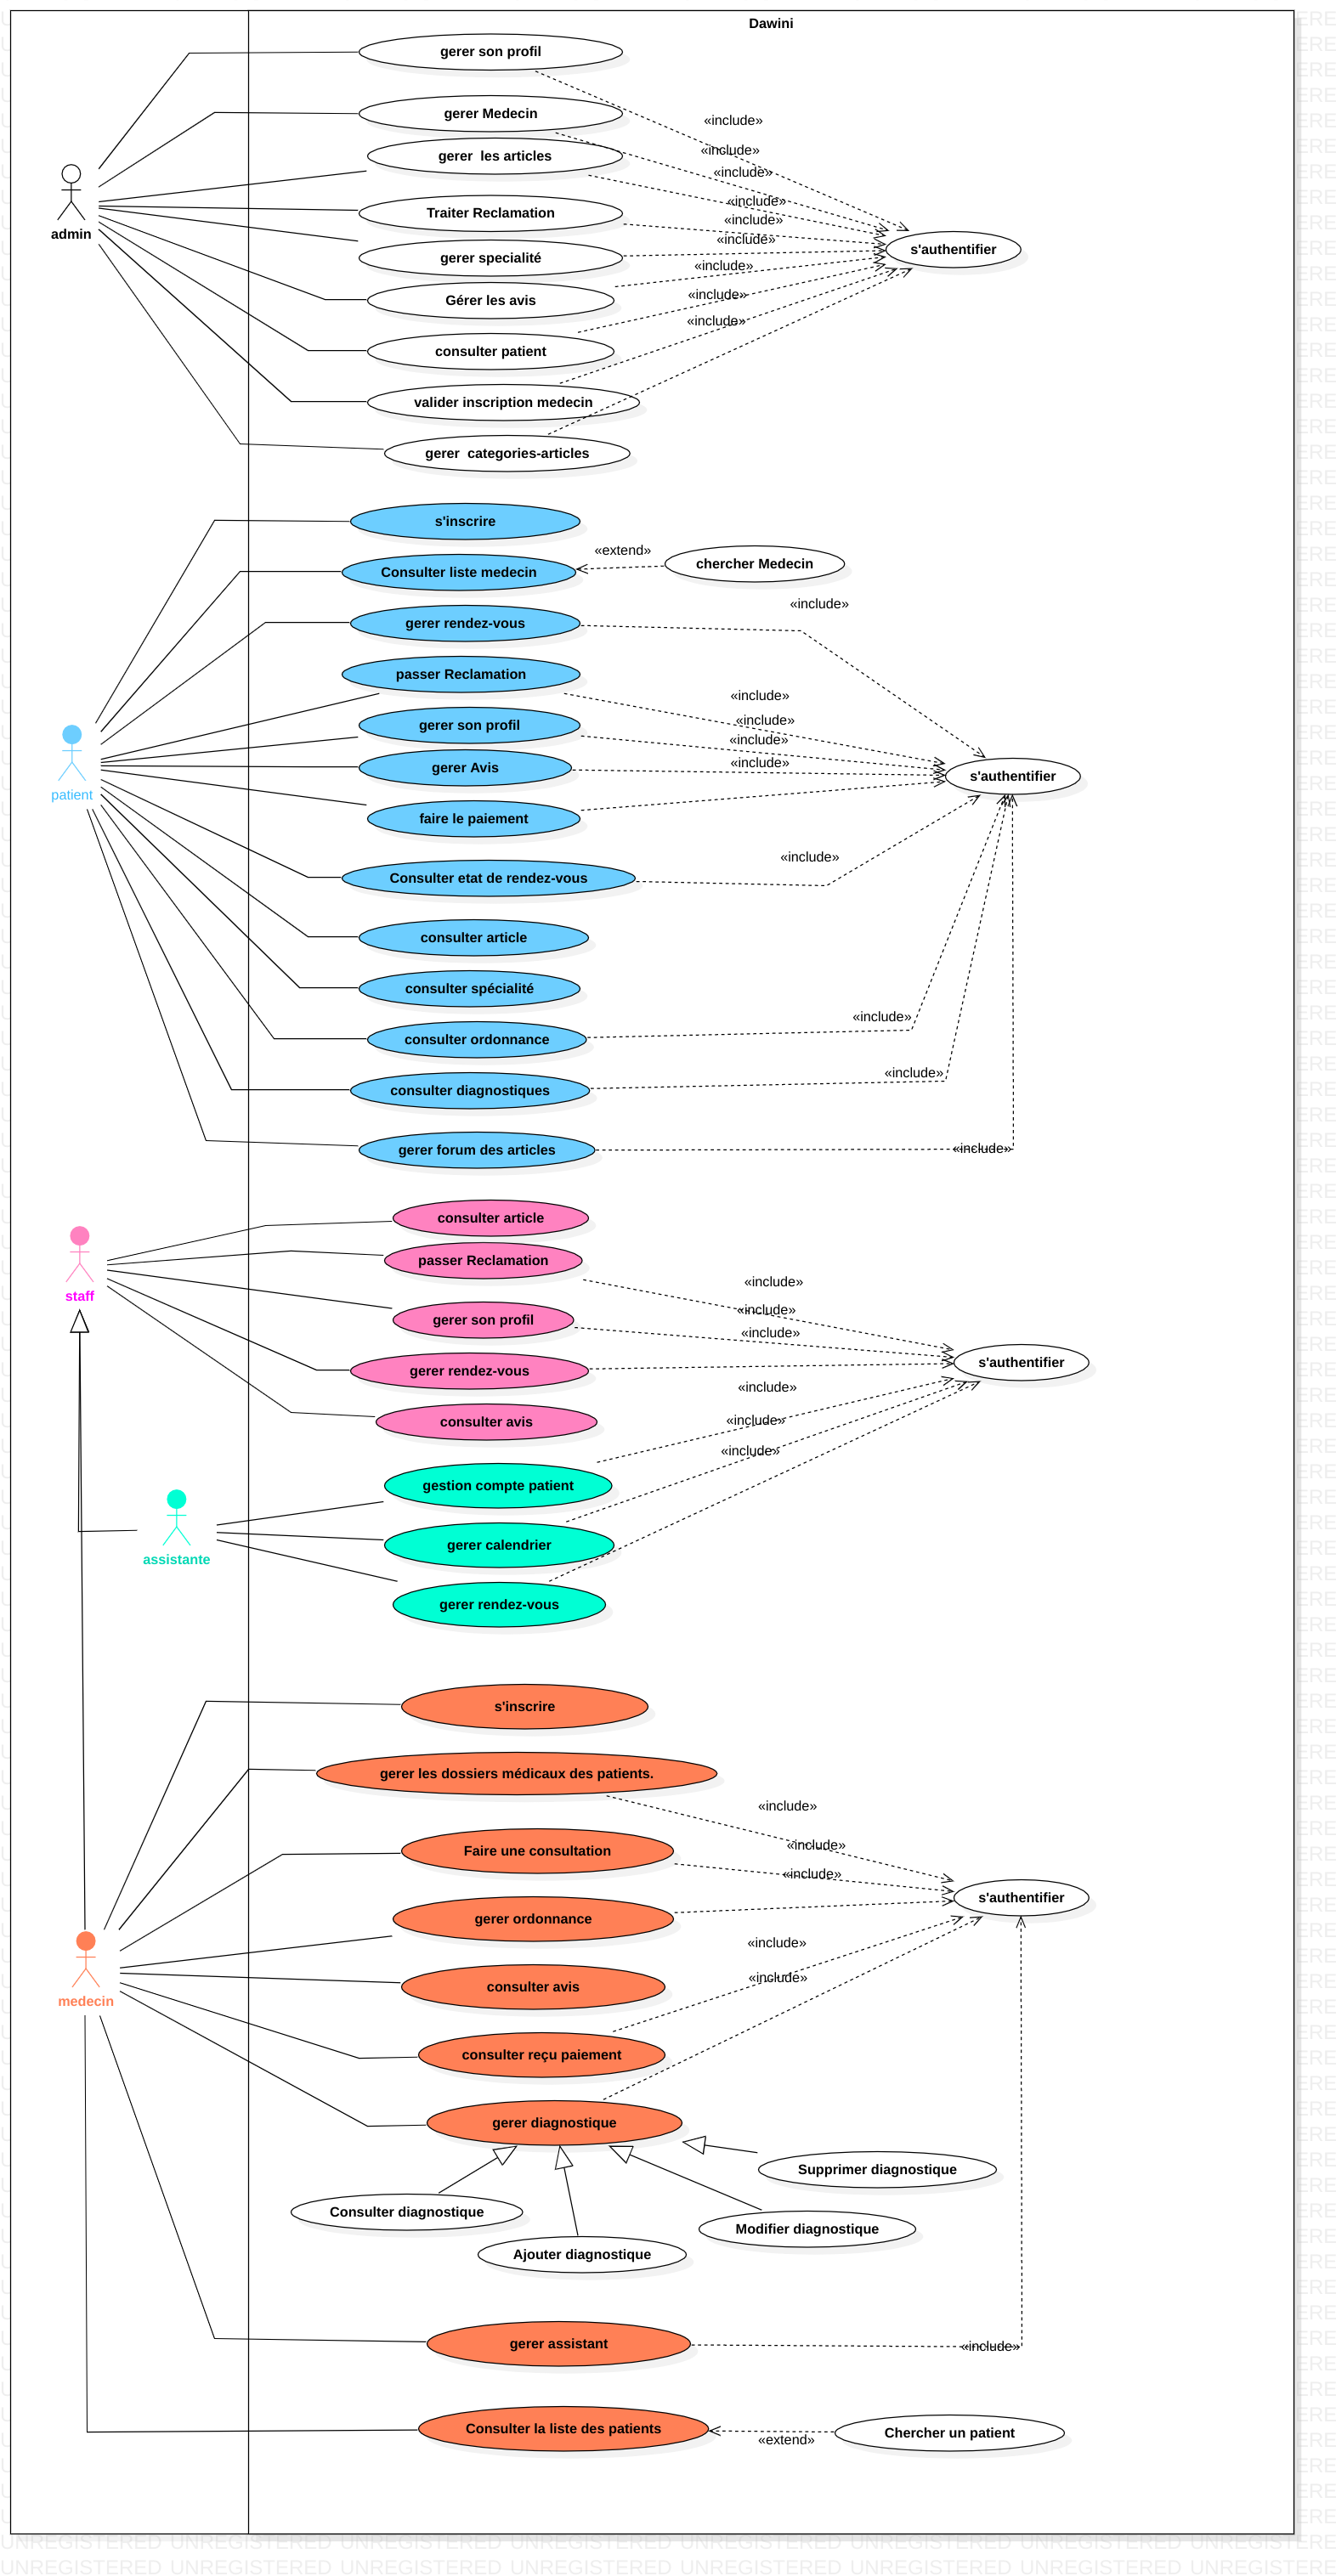 Dawini
gerer son profil
«include»
gerer Medecin
«include»
gerer  les articles
«include»
admin
Traiter Reclamation
«include»
«include»
gerer specialité
«include»
s'authentifier
Gérer les avis
«include»
«include»
consulter patient
«include»
valider inscription medecin
gerer  categories-articles
s'inscrire
«extend»
chercher Medecin
Consulter liste medecin
«include»
gerer rendez-vous
passer Reclamation
«include»
gerer son profil
«include»
«include»
gerer Avis
«include»
s'authentifier
patient
faire le paiement
«include»
Consulter etat de rendez-vous
consulter article
consulter spécialité
«include»
consulter ordonnance
«include»
consulter diagnostiques
gerer forum des articles
«include»
consulter article
passer Reclamation
«include»
staff
«include»
gerer son profil
«include»
s'authentifier
gerer rendez-vous
«include»
consulter avis
«include»
«include»
gestion compte patient
gerer calendrier
assistante
gerer rendez-vous
s'inscrire
gerer les dossiers médicaux des patients.
«include»
Faire une consultation
«include»
«include»
s'authentifier
gerer ordonnance
«include»
consulter avis
«include»
medecin
consulter reçu paiement
gerer diagnostique
Supprimer diagnostique
Consulter diagnostique
Modifier diagnostique
Ajouter diagnostique
gerer assistant
«include»
Consulter la liste des patients
«extend»
Chercher un patient
UNREGISTERED UNREGISTERED UNREGISTERED UNREGISTERED UNREGISTERED UNREGISTERED UNREGISTERED UNREGISTERE
UNREGISTERED UNREGISTERED UNREGISTERED UNREGISTERED UNREGISTERED UNREGISTERED UNREGISTERED UNREGISTERE